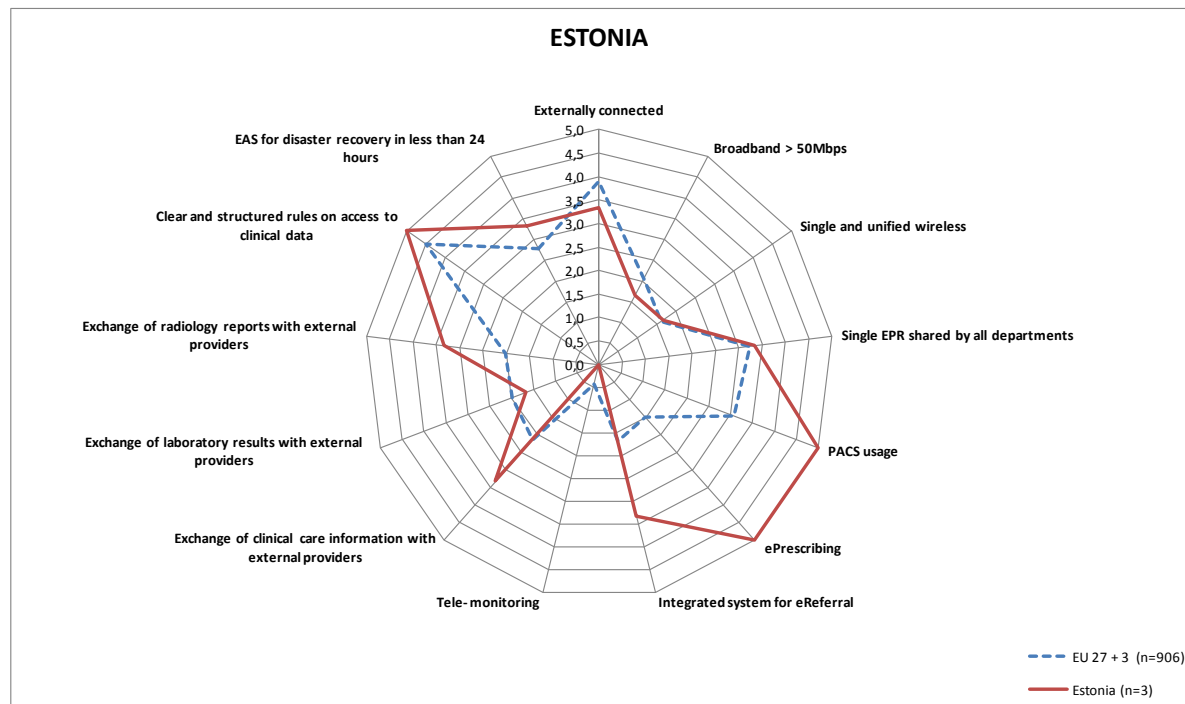 ESTONIA
Externally connected
Broadband > 50Mbps
Single and unified wireless
Single EPR shared by all departments
PACS usage
ePrescribing
Integrated system for eReferral
Tele- monitoring
Exchange of clinical care information with
external providers
Exchange of laboratory results with external
providers
Exchange of radiology reports with external
providers
Clear and structured rules on access to
clinical data
EAS for disaster recovery in less than 24
hours
5,0
4,5
4,0
3,5
3,0
2,5
2,0
1,5
1,0
0,5
0,0
EU 27 + 3 (n=906)
Estonia (n=3)